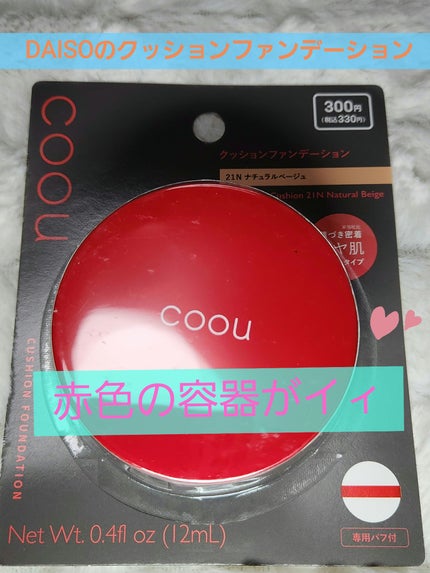 DAISOのクッションファンデーション
coou
300円
(税込330円)
クッションファンデーション
21N ナチュラルベージュ
21N Natural Beige
づき密着
ヤ肌
タイプ
coou
赤色の容器がイィ
CUSHION FOUNDATION
Net Wt. 0.4fl oz (12mL)
専用パフ付